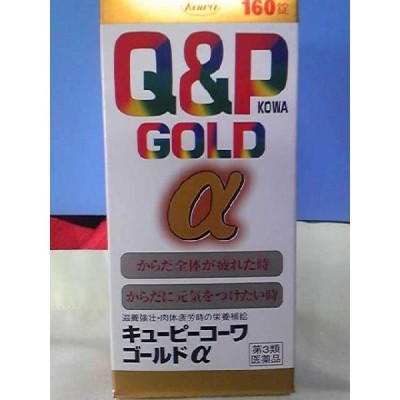 Kowa
160錠
Q&P
KOWA
GOLD
α
からだ全体が疲れた時
からだに元気をつけたい時
滋養強壮・肉体疲労時の栄養補給
キューピーコーワ
ゴールドα
第3類
医薬品